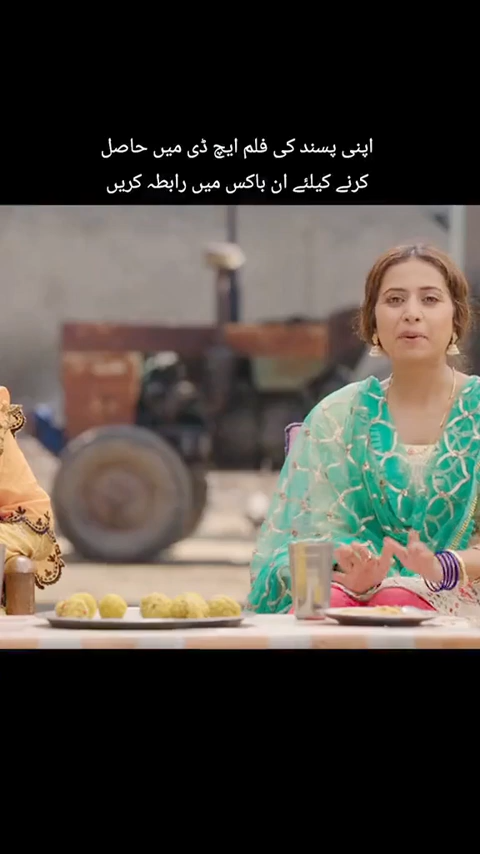 اپنی پسند کی فلم ایچ ڈی میں حاصل
کرنے کیلئے ان باکس میں رابطہ کریں